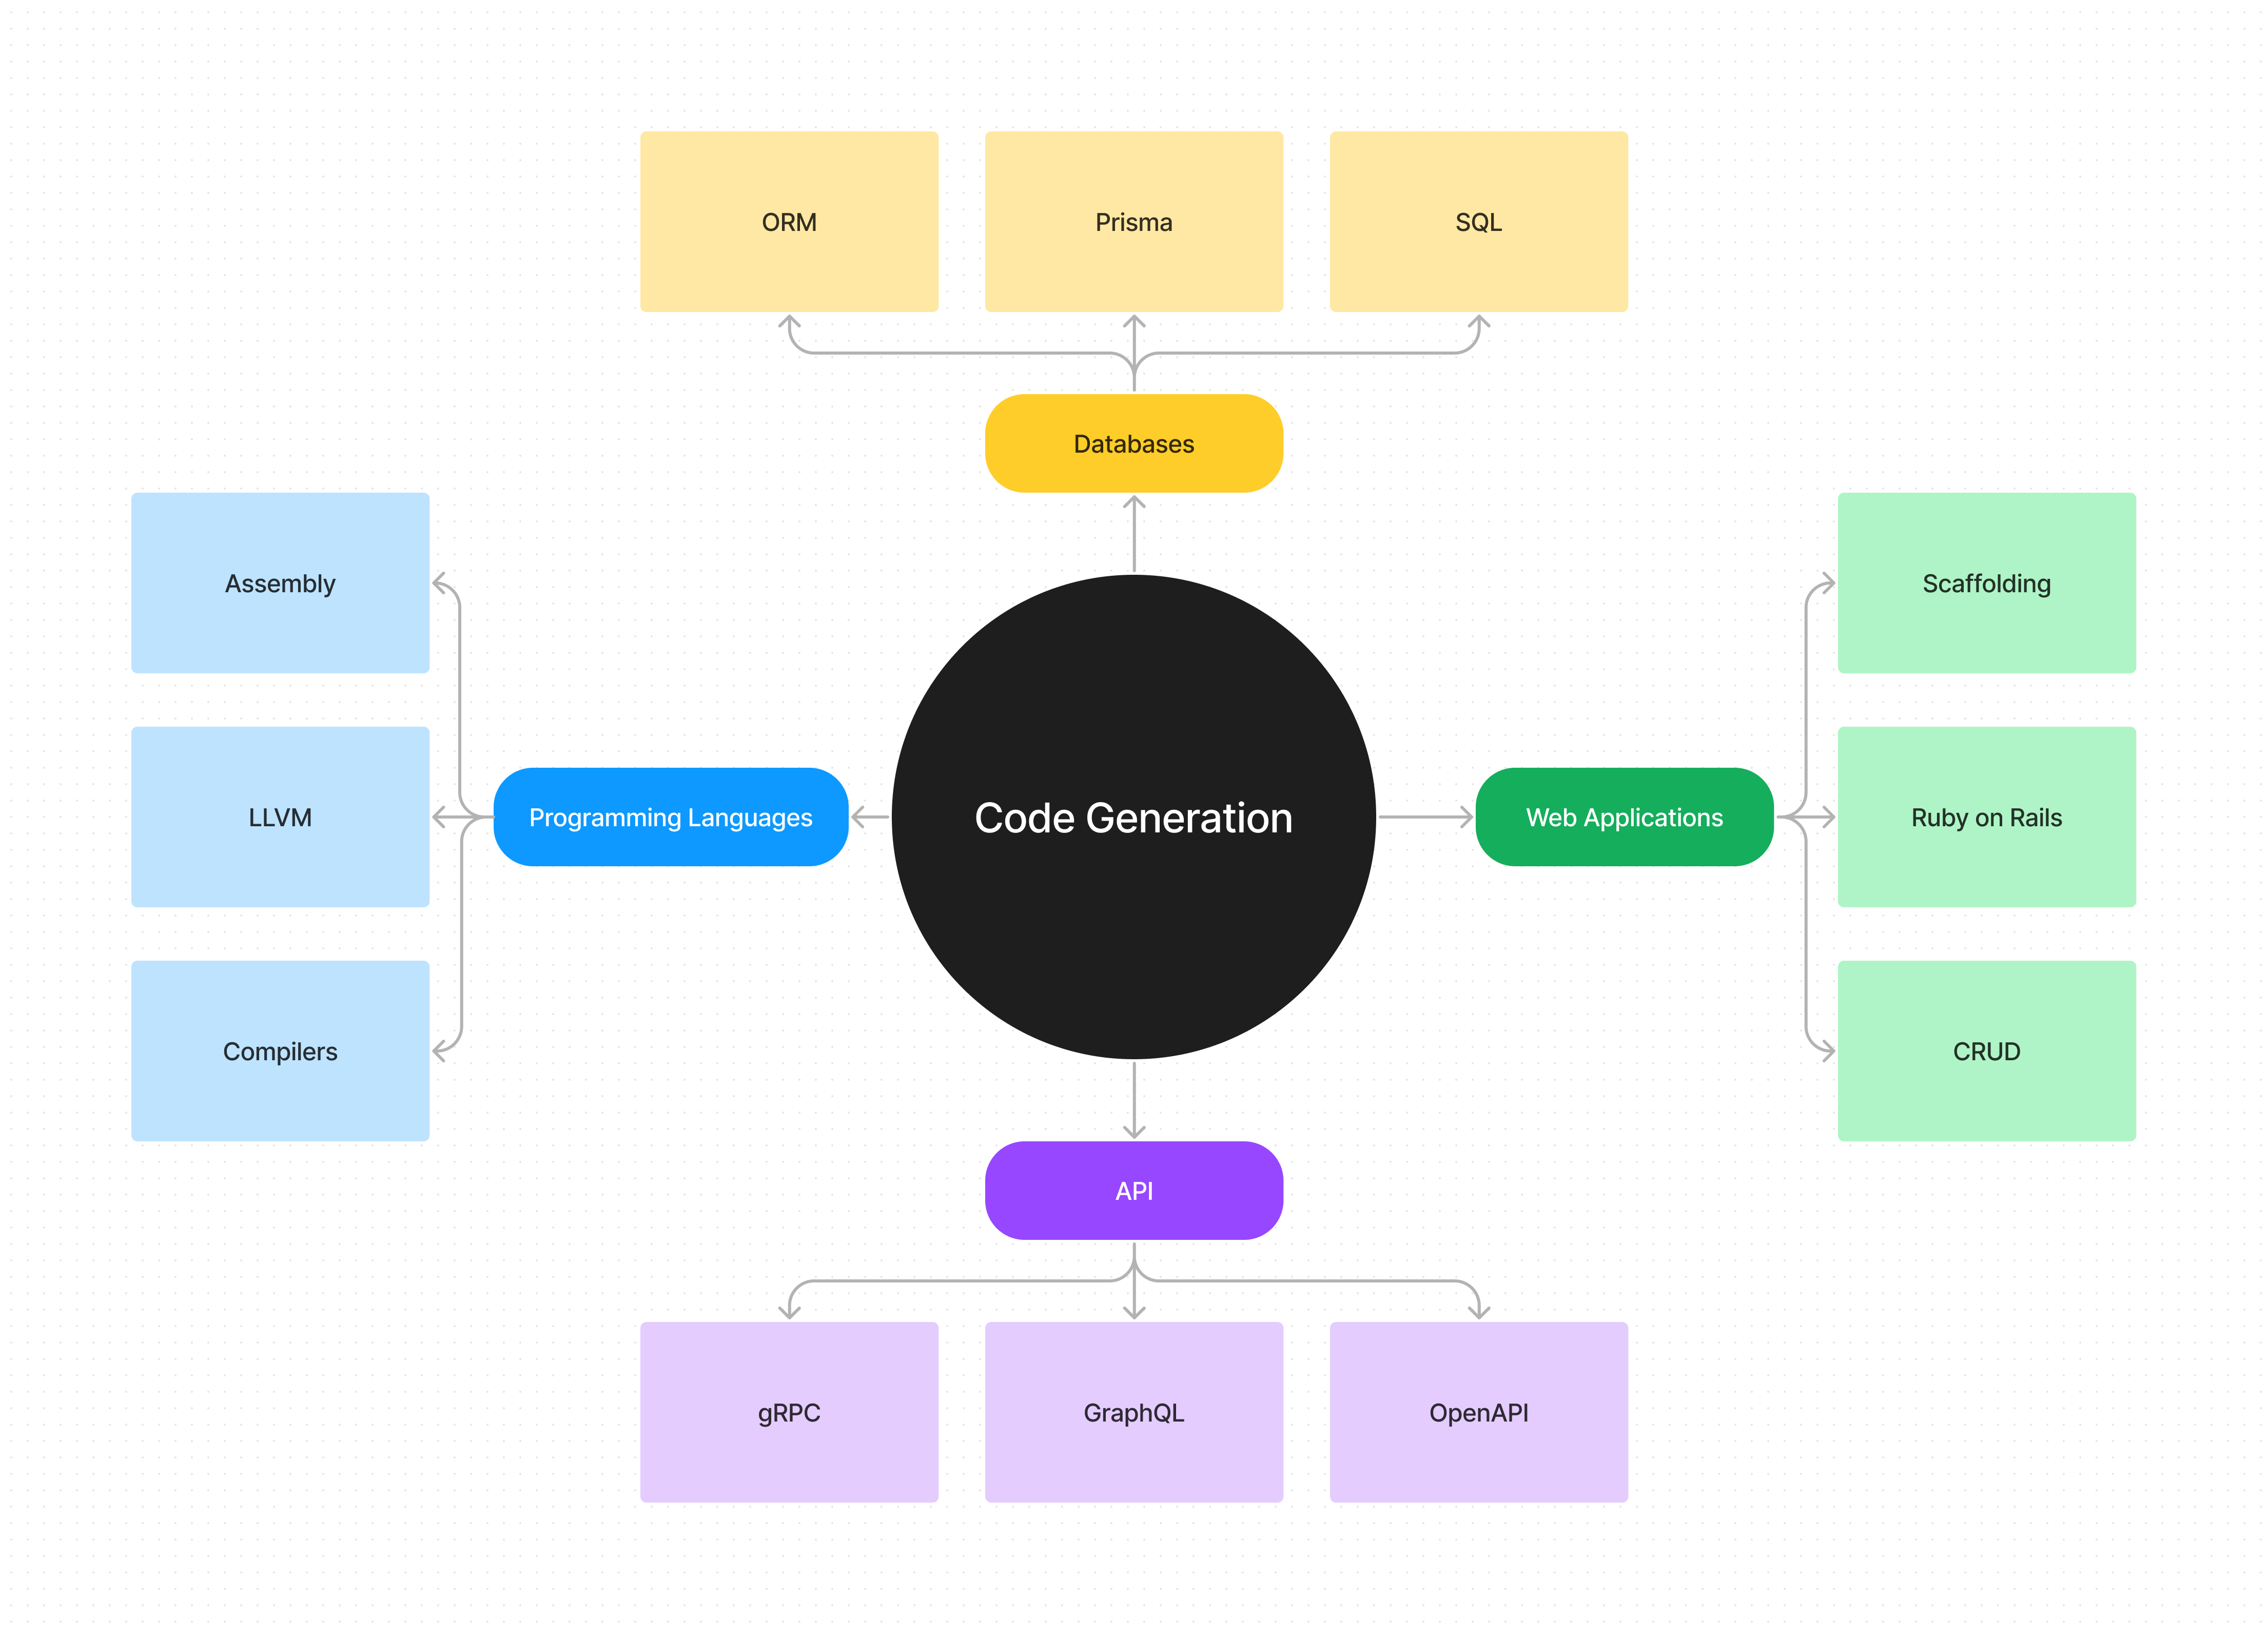 ORM
Prisma
SQL
Databases
Assembly
Scaffolding
LLVM
Programming Languages
Code Generation
Web Applications
Ruby on Rails
Compilers
CRUD
API
gRPC
GraphQL
OpenAPI